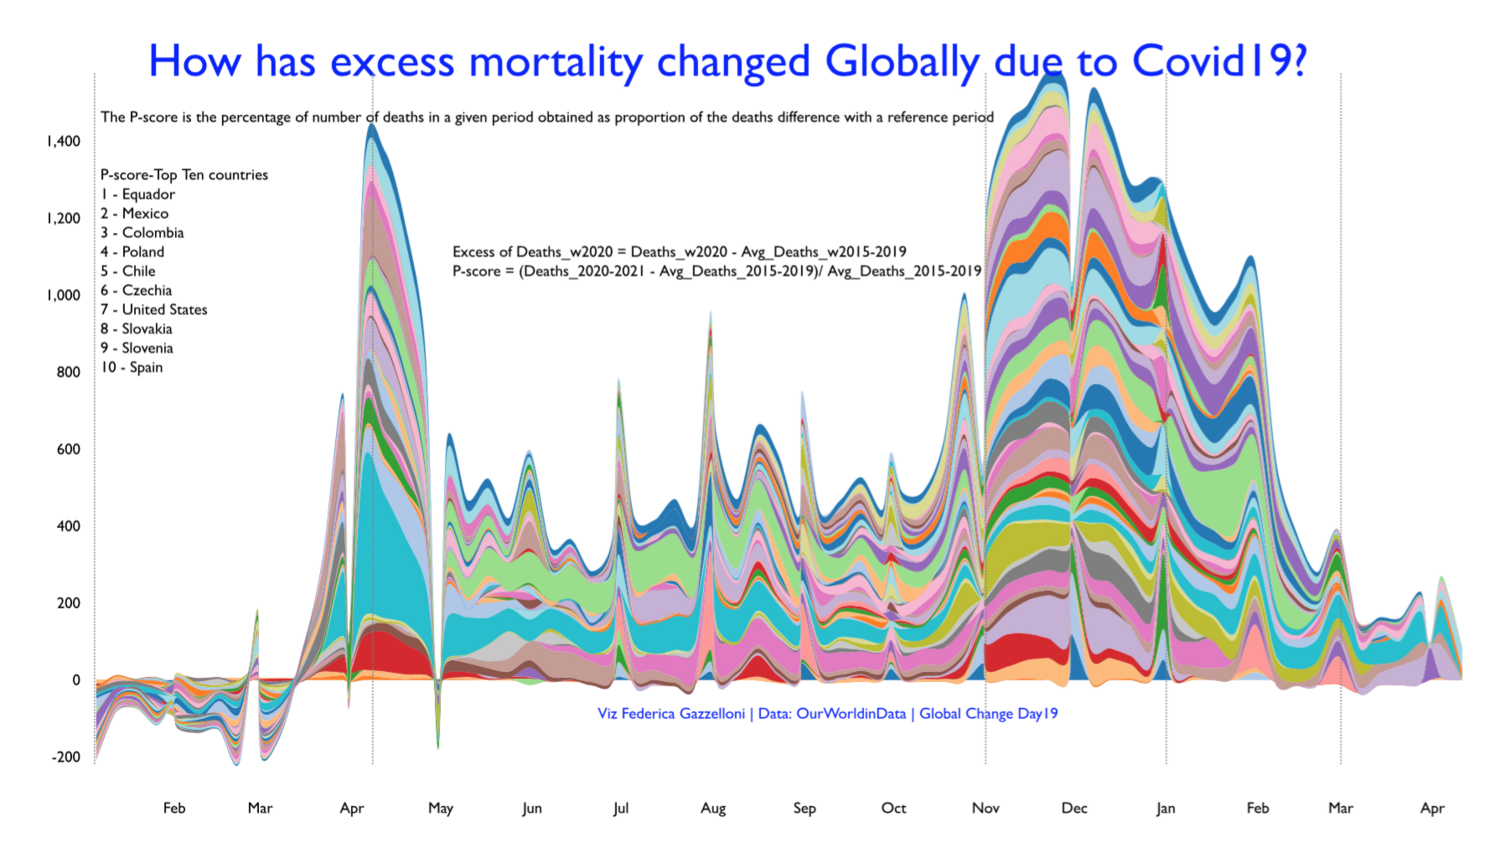 How has excess mortality changed Globally due to Covid19?
The P-score is the percentage of number of deaths in a given period obtained as proportion of the deaths difference with a reference period
P-score-Top Ten countries
1 - Equador
2 - Mexico
3 - Colombia
4 - Poland
5 - Chile
6 - Czechia
7 - United States
8 - Slovakia
9 - Slovenia
10 - Spain
Excess of Deaths_w2020 = Deaths_w2020 - Avg_Deaths_w2015-2019
P-score = (Deaths_2020-2021 - Avg_Deaths_2015-2019)/ Avg_Deaths_2015-2019
1,400
1,200
1,000
800
600
400
200
0
-200
Viz Federica Gazzelloni | Data: OurWorldinData | Global Change Day19
Feb Mar Apr May Jun Jul Aug Sep Oct Nov Dec Jan Feb Mar Apr